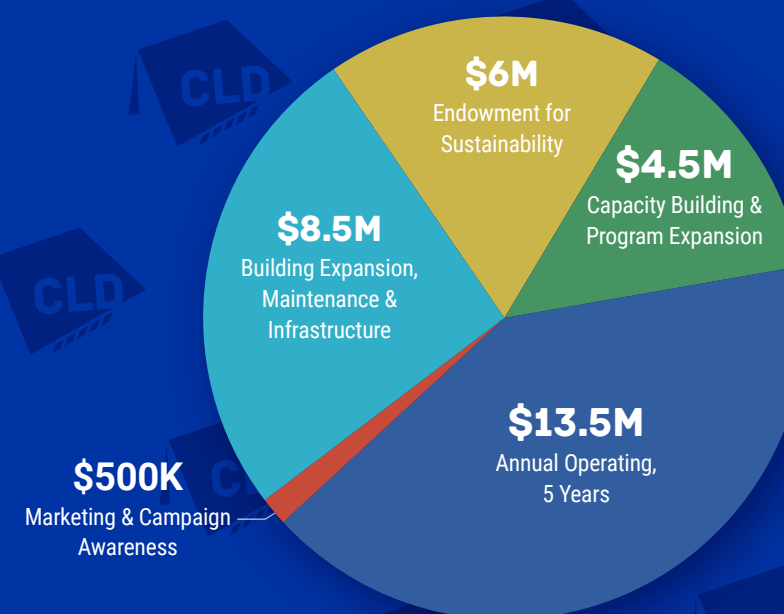 CLD
$6M
Endowment for
Sustainability
$4.5M
Capacity Building &
Program Expansion
$8.5M
Building Expansion,
Maintenance &
Infrastructure
CLD
$13.5M
Annual Operating,
5 Years
$500K
Marketing & Campaign
Awareness